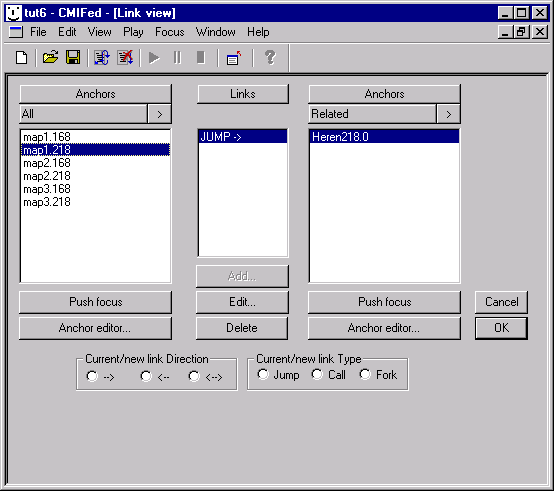 tut6 - CMIFed - [Link view]
File Edit View Play Focus Window Help
Anchors Links Anchors
All > Related >
map1.168 JUMP -> Heren218.0
map1.218
map2.168
map2.218
map3.168
map3.218
Add...
Push focus Edit... Push focus Cancel
Anchor editor... Delete Anchor editor... OK
Current/new link Direction Current/new link Type
--> <-- <--> Jump Call Fork